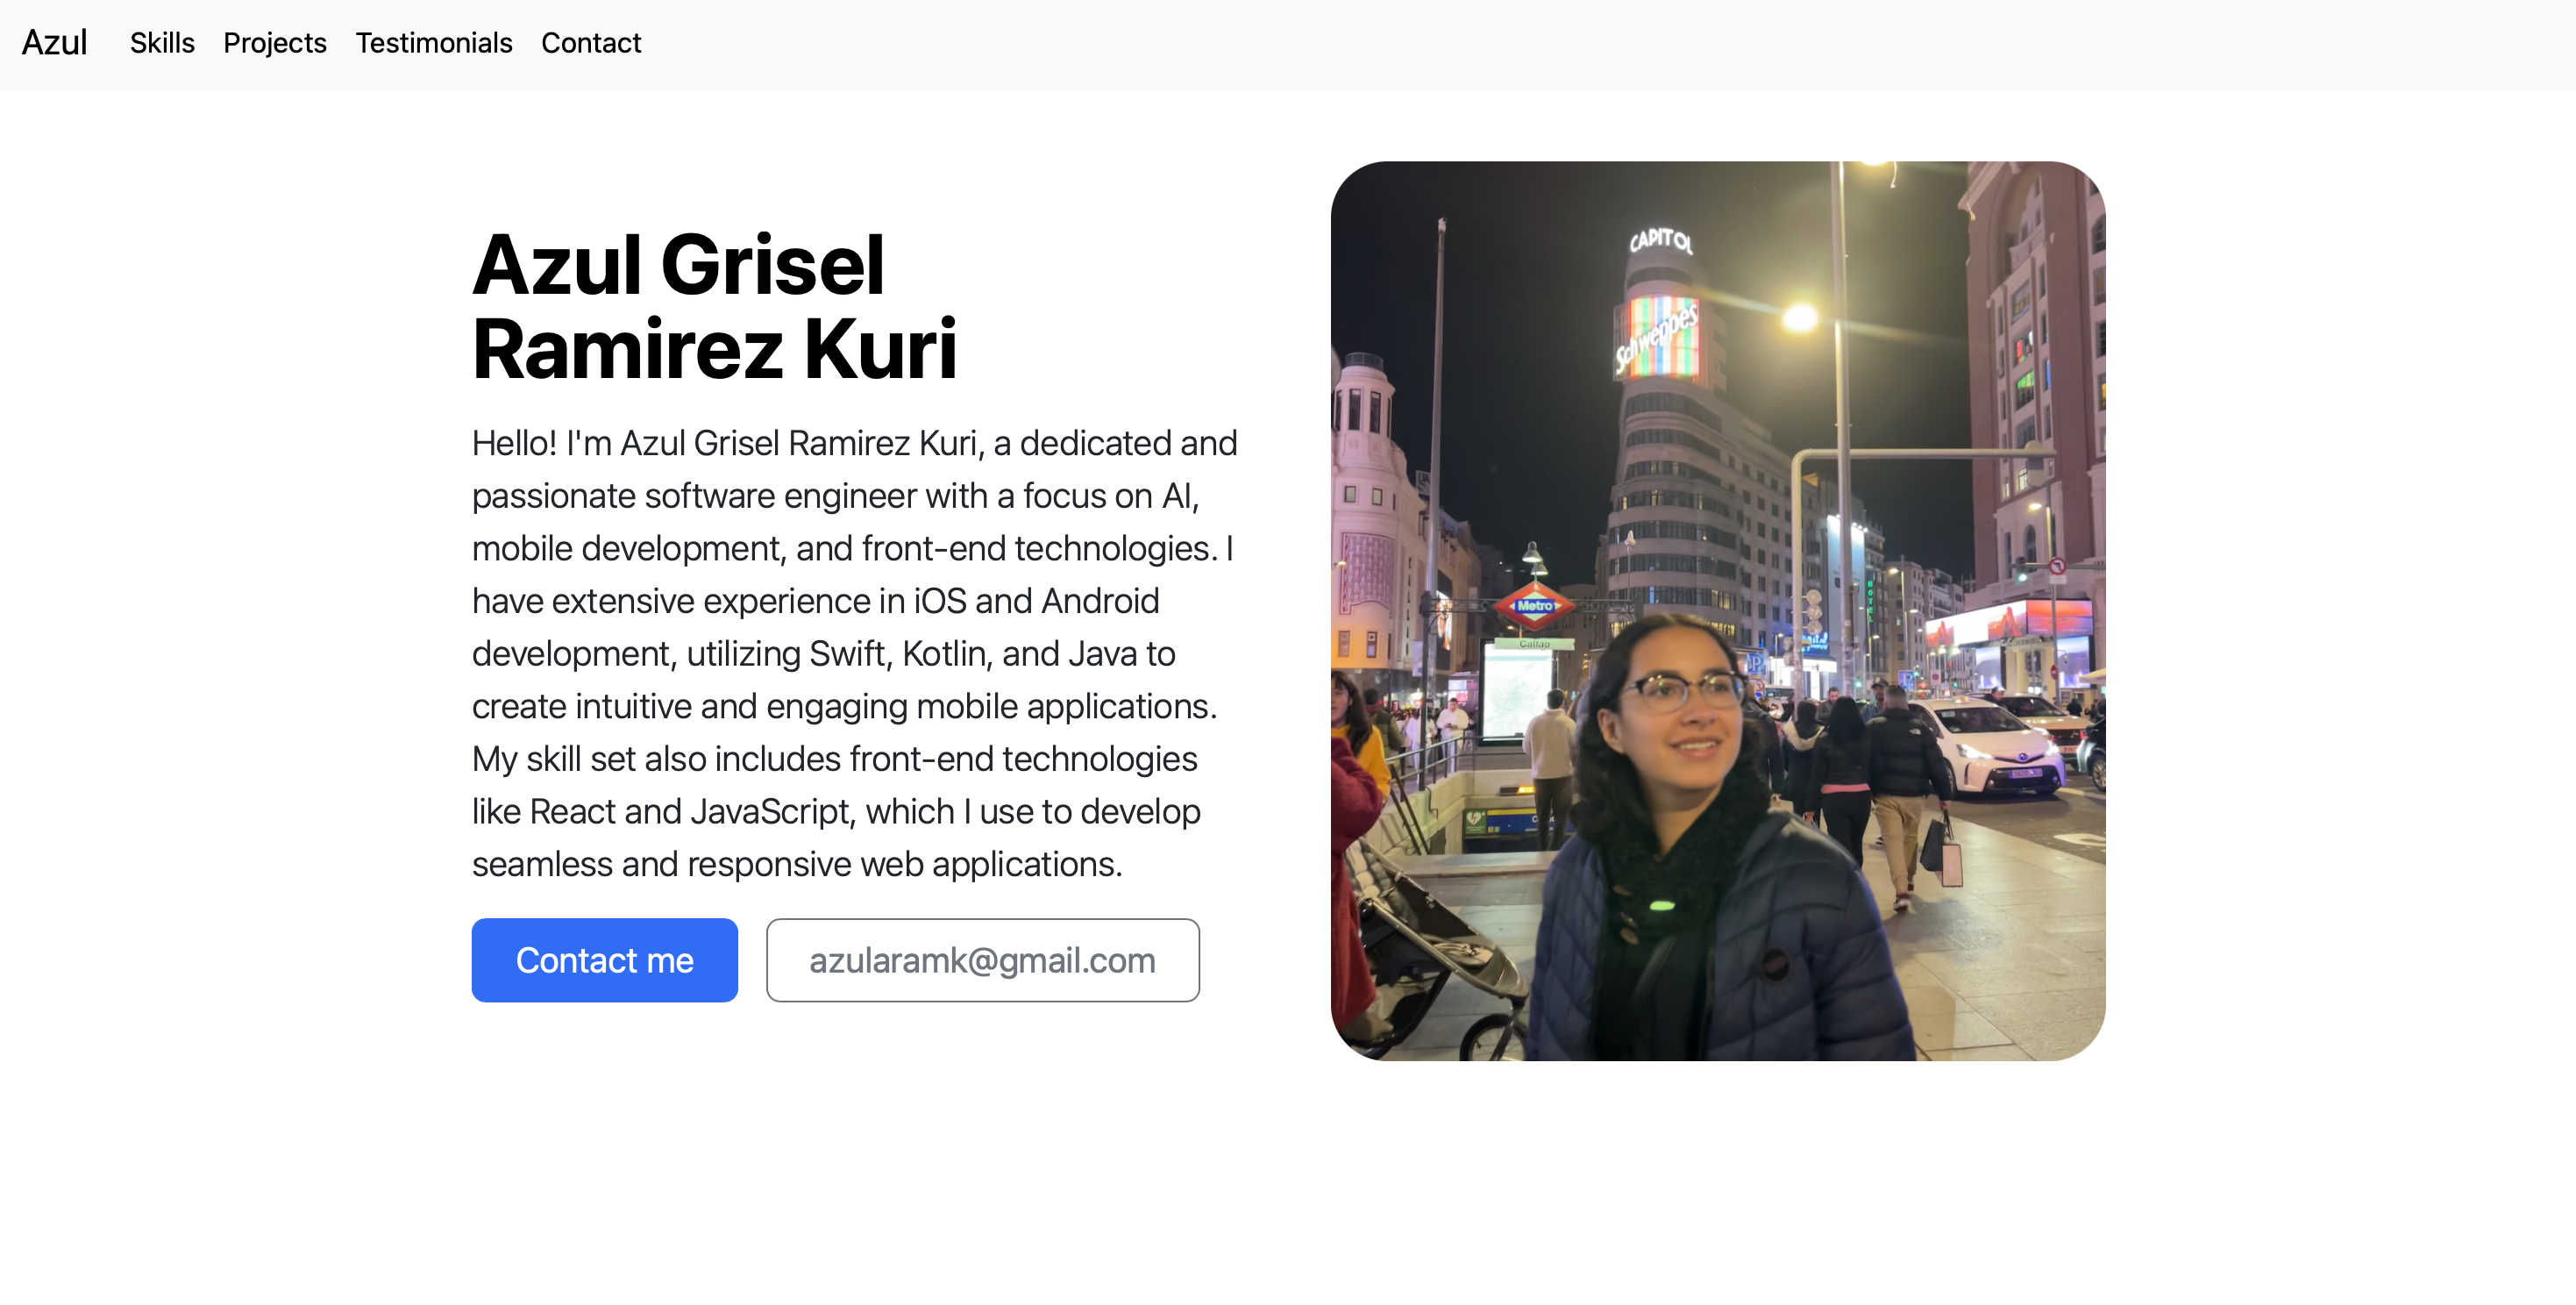 Azul Skills Projects Testimonials Contact
Azul Grisel
Ramirez Kuri
Hello! I'm Azul Grisel Ramirez Kuri, a dedicated and
passionate software engineer with a focus on AI,
mobile development, and front-end technologies. I
have extensive experience in iOS and Android
development, utilizing Swift, Kotlin, and Java to
create intuitive and engaging mobile applications.
My skill set also includes front-end technologies
like React and JavaScript, which I use to develop
seamless and responsive web applications.
Contact me azularamk@gmail.com
CAPITOL
Schweppes
HOTEL
Metro
Callao
P